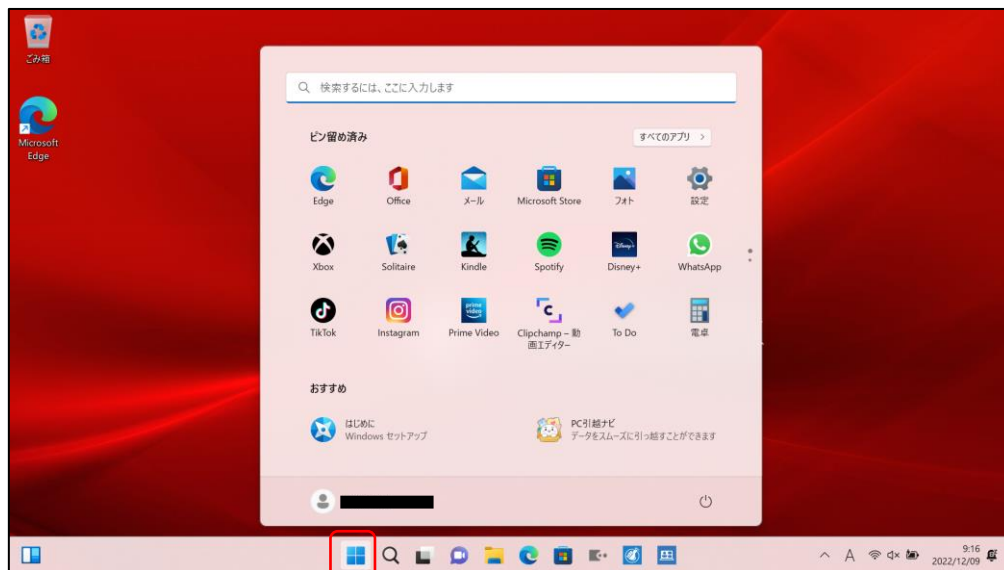 ごみ箱
Microsoft
Edge
検索するには、ここに入力します
ピン留め済み
すべてのアプリ >
Edge
Office
メール
Microsoft Store
フォト
設定
Xbox
Solitaire
Kindle
Spotify
Disney+
Disney+
WhatsApp
prime
video
TikTok
Instagram
Prime Video
Clipchamp – 動
画エディター
To Do
電卓
おすすめ
はじめに
Windows セットアップ
PC引越ナビ
データをスムーズに引っ越すことができます
A
9:16
2022/12/09